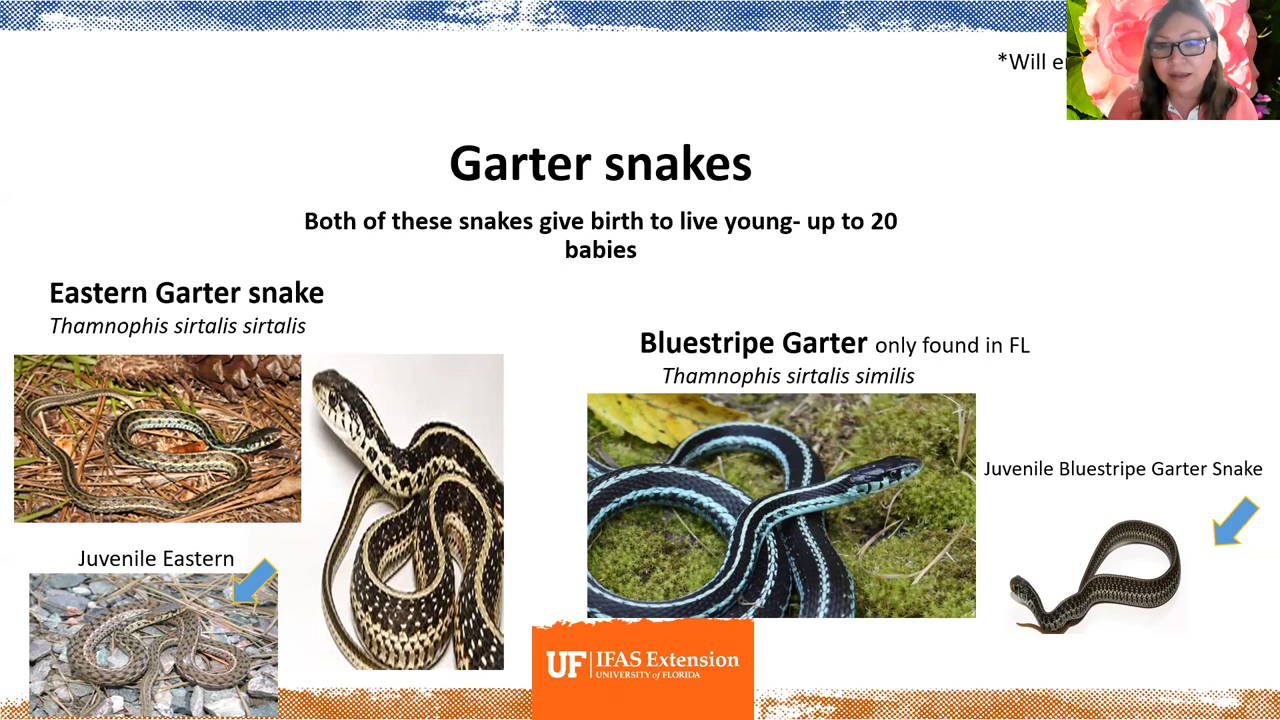 *Will
Garter snakes
Both of these snakes give birth to live young- up to 20
babies
Eastern Garter snake
Thamnophis sirtalis sirtalis
Bluestripe Garter only found in FL
Thamnophis sirtalis similis
Juvenile Bluestripe Garter Snake
Juvenile Eastern
UF IFAS Extension
UNIVERSITY of FLORIDA